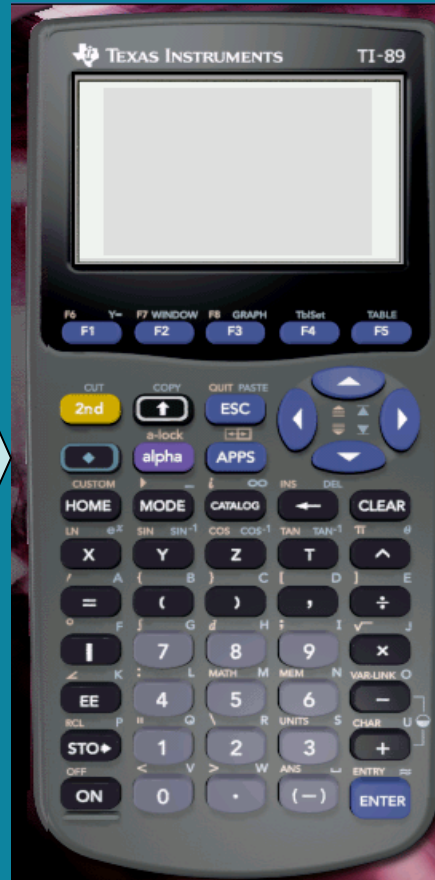 TEXAS INSTRUMENTS TI-89
F6 Y= F7 WINDOW F8 GRAPH TblSet TABLE
F1 F2 F3 F4 F5
CUT COPY QUIT PASTE
2nd ESC
a-lock
alpha APPS
CUSTOM ▶ _ i ∞ INS DEL
HOME MODE CATALOG ← CLEAR
LN eˣ SIN SIN⁻¹ COS COS⁻¹ TAN TAN⁻¹ π θ
X Y Z T ^
′ A { B } C [ D ] E
= ( ) , ÷
° F ∫ G d H ; I √ J
| 7 8 9 ×
∠ K : L MATH M MEM N VAR-LINK O
EE 4 5 6 −
RCL P " Q \ R UNITS S CHAR U
STO▶ 1 2 3 +
OFF < V > W ANS ENTRY ≈
ON 0 . (−) ENTER